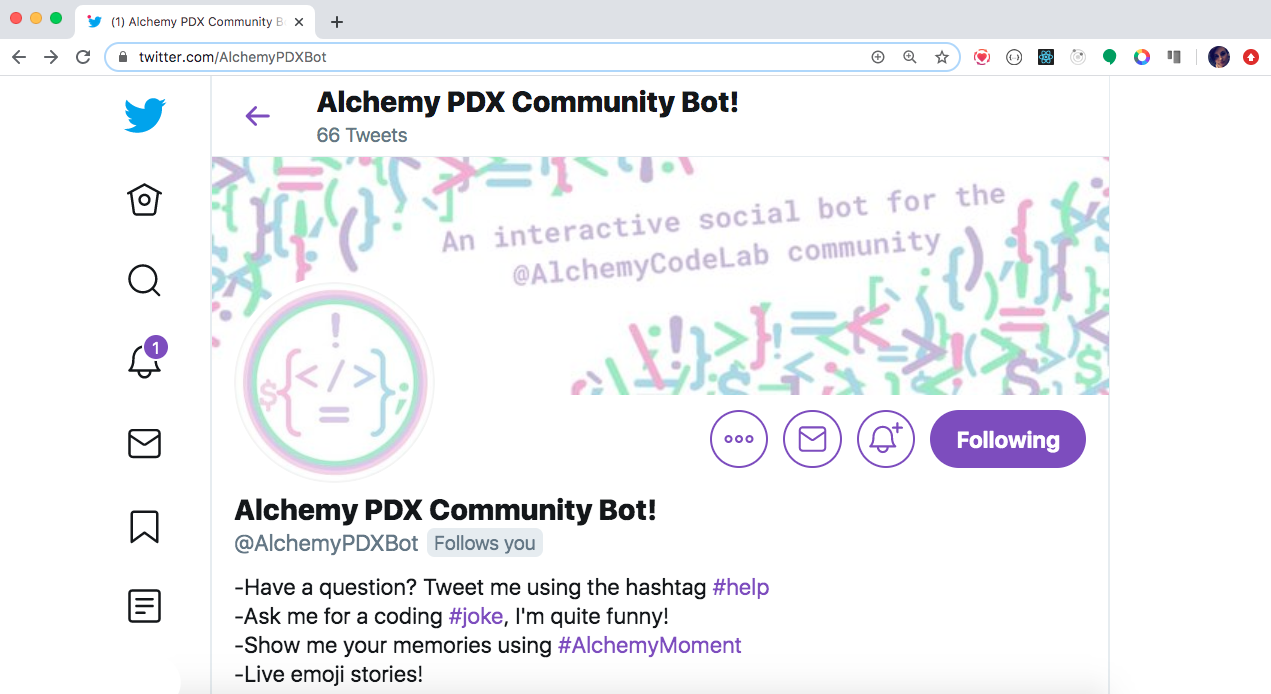 (1) Alchemy PDX Community B
twitter.com/AlchemyPDXBot
Alchemy PDX Community Bot!
66 Tweets
An interactive social bot for the
@AlchemyCodeLab community
!
${</>};
=
1
Following
Alchemy PDX Community Bot!
@AlchemyPDXBot Follows you
-Have a question? Tweet me using the hashtag #help
-Ask me for a coding #joke, I'm quite funny!
-Show me your memories using #AlchemyMoment
-Live emoji stories!